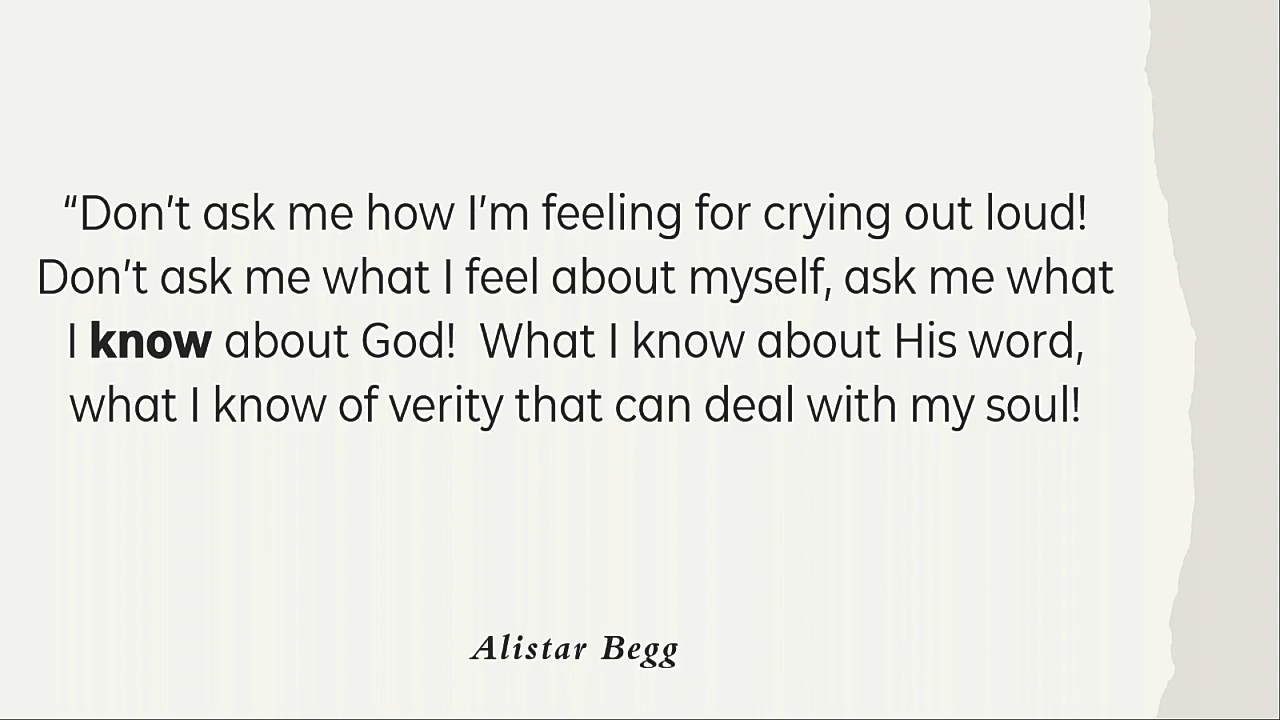 “Don’t ask me how I’m feeling for crying out loud!
Don’t ask me what I feel about myself, ask me what
I know about God!  What I know about His word,
what I know of verity that can deal with my soul!
Alistar Begg